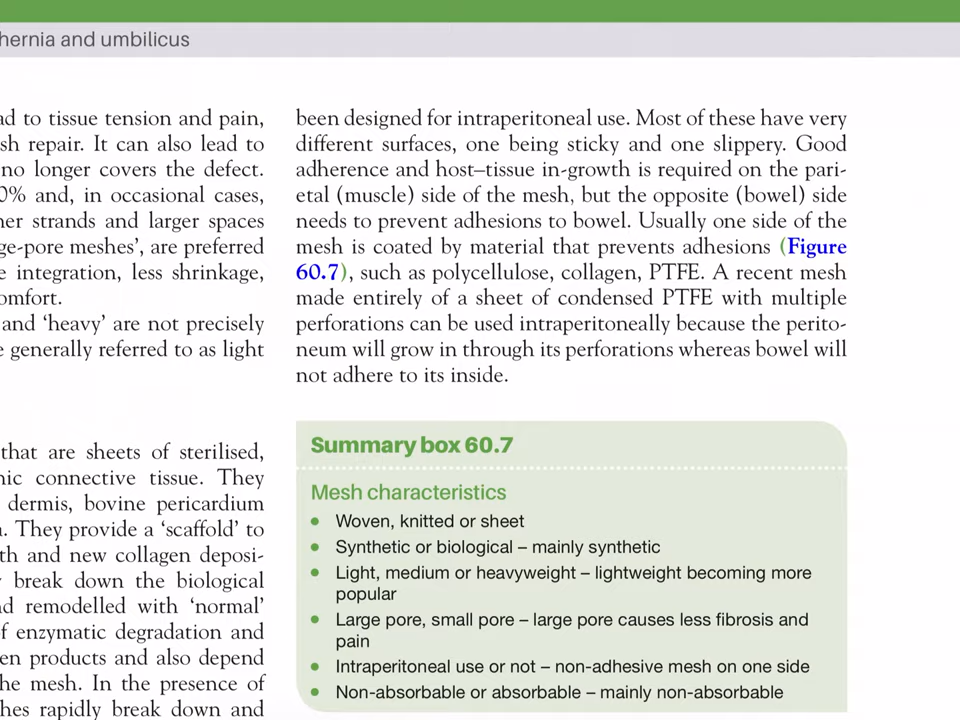 hernia and umbilicus
ad to tissue tension and pain,
sh repair. It can also lead to
no longer covers the defect.
0% and, in occasional cases,
ner strands and larger spaces
ge-pore meshes’, are preferred
e integration, less shrinkage,
omfort.
and ‘heavy’ are not precisely
e generally referred to as light
that are sheets of sterilised,
nic connective tissue. They
dermis, bovine pericardium
a. They provide a ‘scaffold’ to
th and new collagen deposi-
y break down the biological
nd remodelled with ‘normal’
of enzymatic degradation and
en products and also depend
he mesh. In the presence of
hes rapidly break down and
been designed for intraperitoneal use. Most of these have very
different surfaces, one being sticky and one slippery. Good
adherence and host–tissue in-growth is required on the pari-
etal (muscle) side of the mesh, but the opposite (bowel) side
needs to prevent adhesions to bowel. Usually one side of the
mesh is coated by material that prevents adhesions (Figure
60.7), such as polycellulose, collagen, PTFE. A recent mesh
made entirely of a sheet of condensed PTFE with multiple
perforations can be used intraperitoneally because the perito-
neum will grow in through its perforations whereas bowel will
not adhere to its inside.
Summary box 60.7
Mesh characteristics
• Woven, knitted or sheet
• Synthetic or biological – mainly synthetic
• Light, medium or heavyweight – lightweight becoming more
popular
• Large pore, small pore – large pore causes less fibrosis and
pain
• Intraperitoneal use or not – non-adhesive mesh on one side
• Non-absorbable or absorbable – mainly non-absorbable